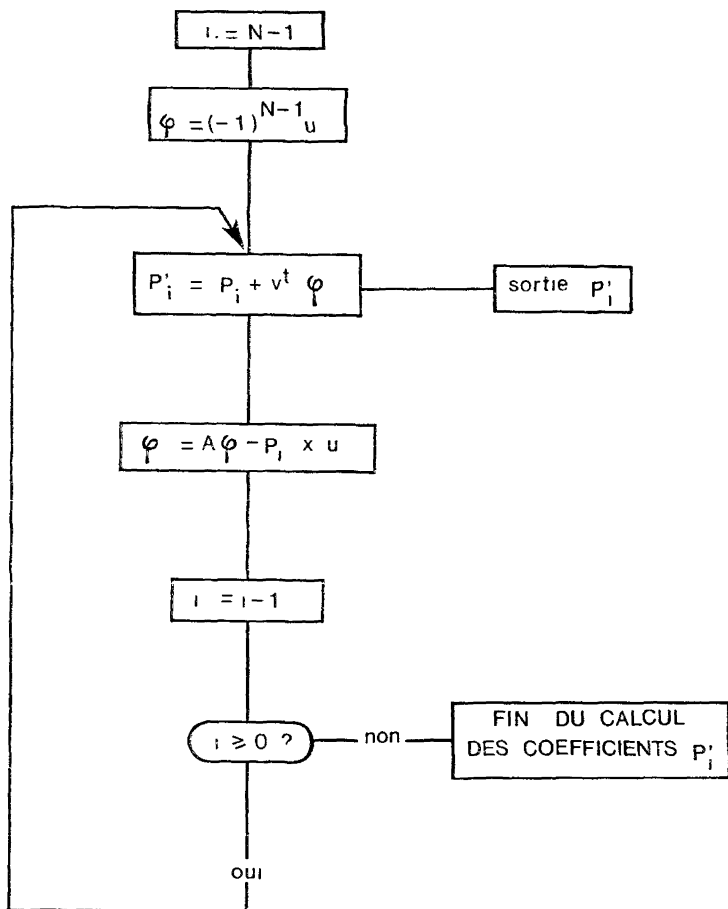 i = N-1
φ = (-1)^{N-1} u
P'_i = P_i + v^t φ
sortie P'_i
φ = Aφ - P_i x u
i = i-1
i ≥ 0 ?
non
FIN DU CALCUL
DES COEFFICIENTS P'_i
oui